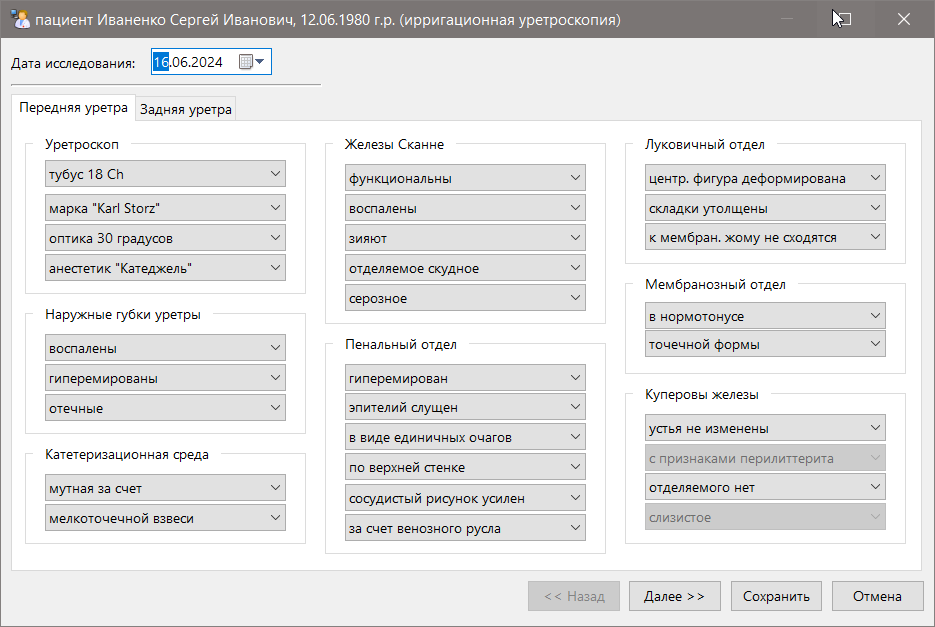 пациент Иваненко Сергей Иванович, 12.06.1980 г.р. (ирригационная уретроскопия)
Дата исследования: 16.06.2024
Передняя уретра
Задняя уретра
Уретроскоп
тубус 18 Ch
марка "Karl Storz"
оптика 30 градусов
анестетик "Катеджель"
Наружные губки уретры
воспалены
гиперемированы
отечные
Катетеризационная среда
мутная за счет
мелкоточечной взвеси
Железы Сканне
функциональны
воспалены
зияют
отделяемое скудное
серозное
Пенальный отдел
гиперемирован
эпителий слущен
в виде единичных очагов
по верхней стенке
сосудистый рисунок усилен
за счет венозного русла
Луковичный отдел
центр. фигура деформирована
складки утолщены
к мембран. жому не сходятся
Мембранозный отдел
в нормотонусе
точечной формы
Куперовы железы
устья не изменены
с признаками перилиттерита
отделяемого нет
слизистое
<< Назад
Далее >>
Сохранить
Отмена